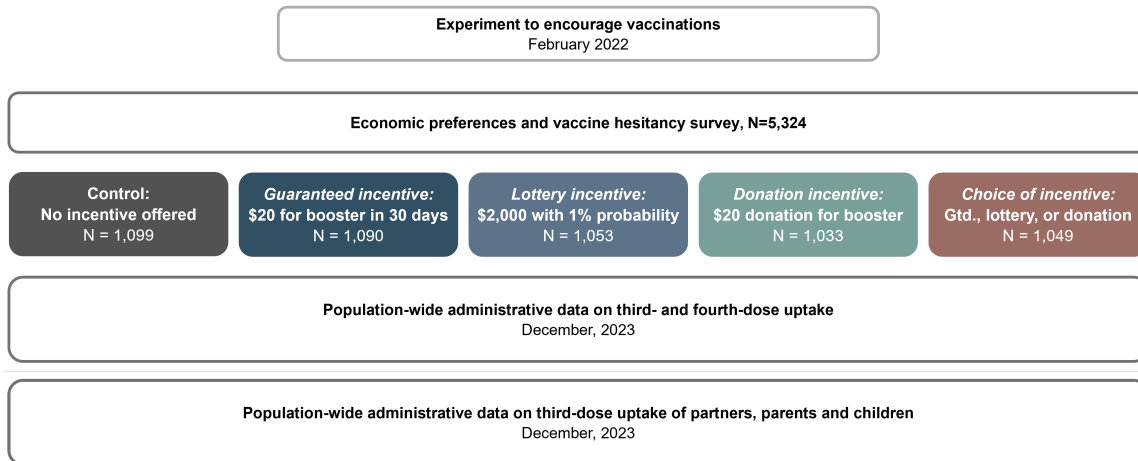 Experiment to encourage vaccinations
February 2022
Economic preferences and vaccine hesitancy survey, N=5,324
Control:
No incentive offered
N = 1,099
Guaranteed incentive:
$20 for booster in 30 days
N = 1,090
Lottery incentive:
$2,000 with 1% probability
N = 1,053
Donation incentive:
$20 donation for booster
N = 1,033
Choice of incentive:
Gtd., lottery, or donation
N = 1,049
Population-wide administrative data on third- and fourth-dose uptake
December, 2023
Population-wide administrative data on third-dose uptake of partners, parents and children
December, 2023